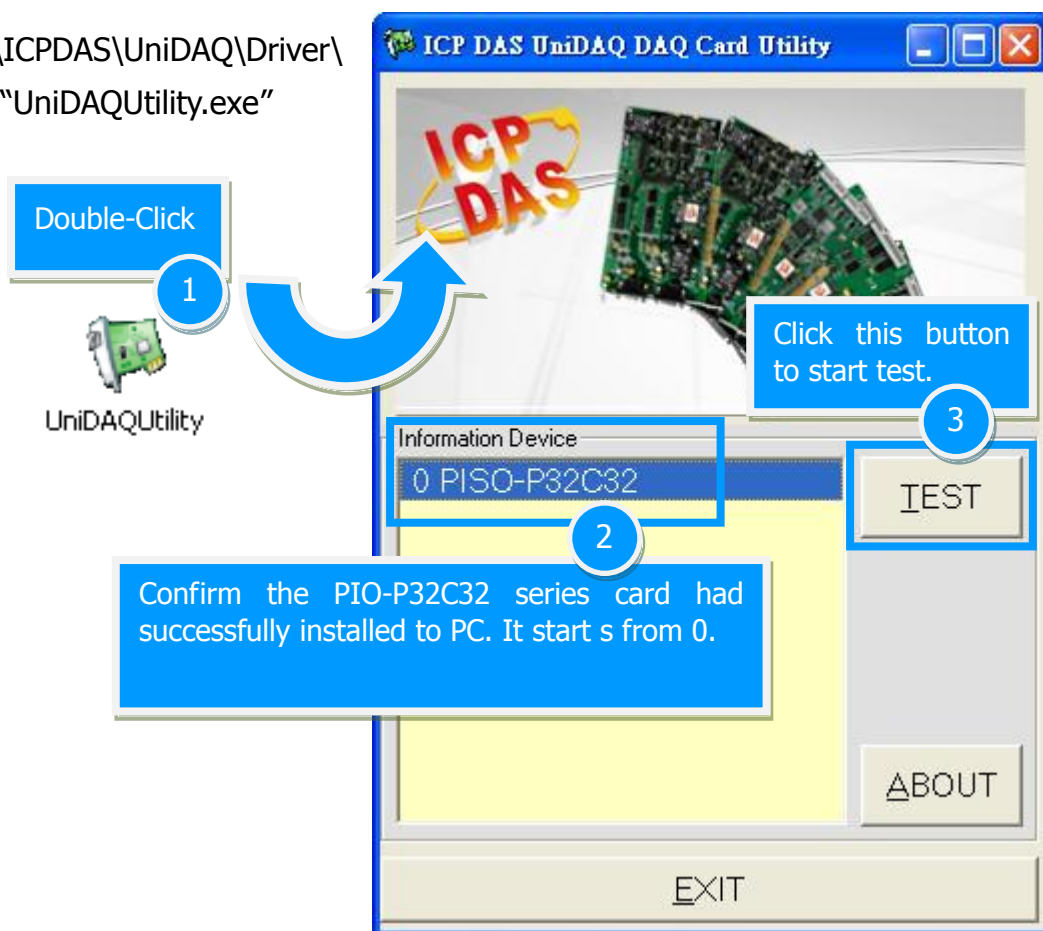 \ICPDAS\UniDAQ\Driver\
“UniDAQUtility.exe”
ICP DAS UniDAQ DAQ Card Utility
ICP
DAS
Double-Click
1
UniDAQUtility
Click this button
to start test.
3
Information Device
0 PISO-P32C32
TEST
2
Confirm the PIO-P32C32 series card had
successfully installed to PC. It start s from 0.
ABOUT
EXIT